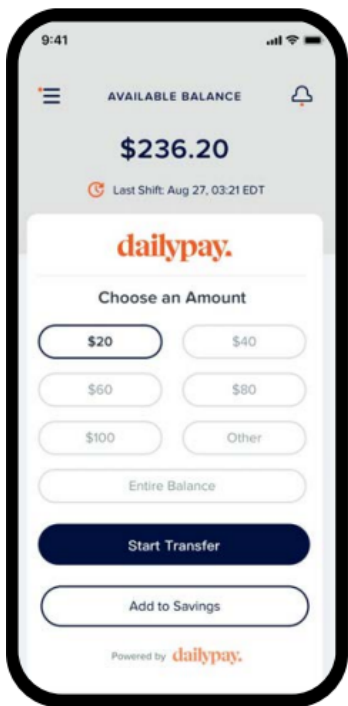 9:41
AVAILABLE BALANCE
$236.20
Last Shift: Aug 27, 03:21 EDT
dailypay.
Choose an Amount
$20 $40
$60 $80
$100 Other
Entire Balance
Start Transfer
Add to Savings
Powered by dailypay.